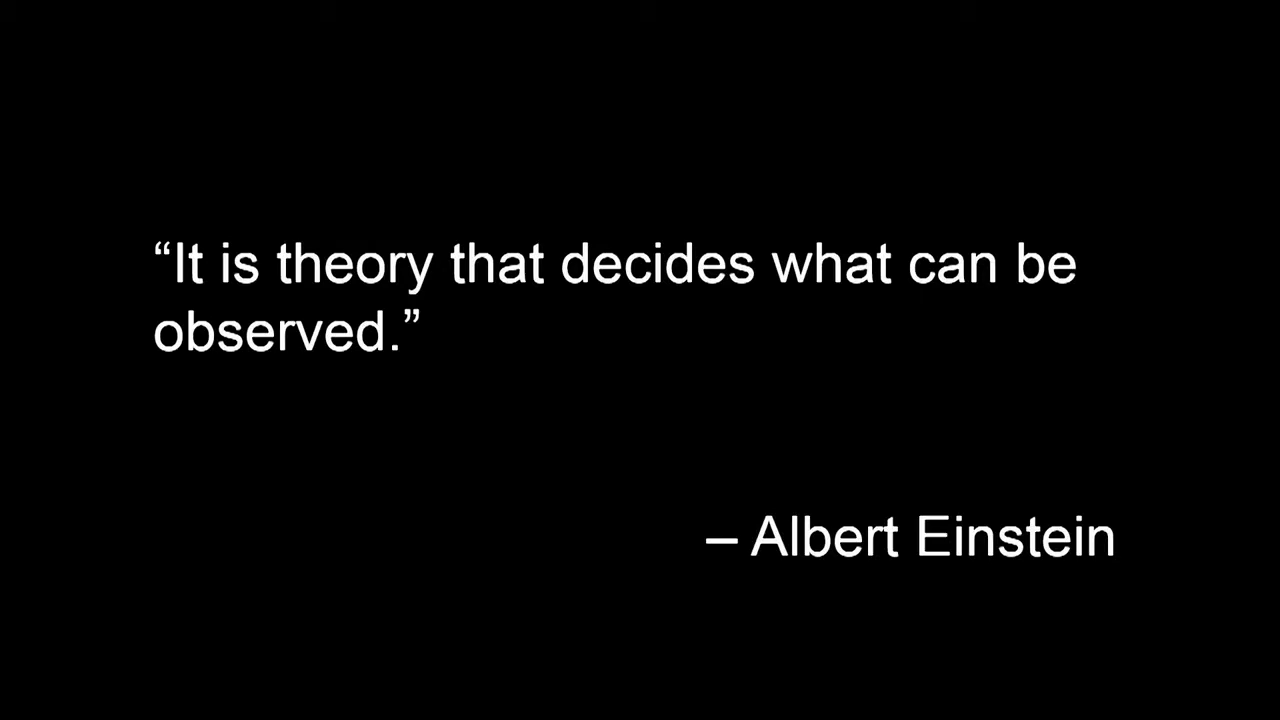 “It is theory that decides what can be
observed.”
– Albert Einstein